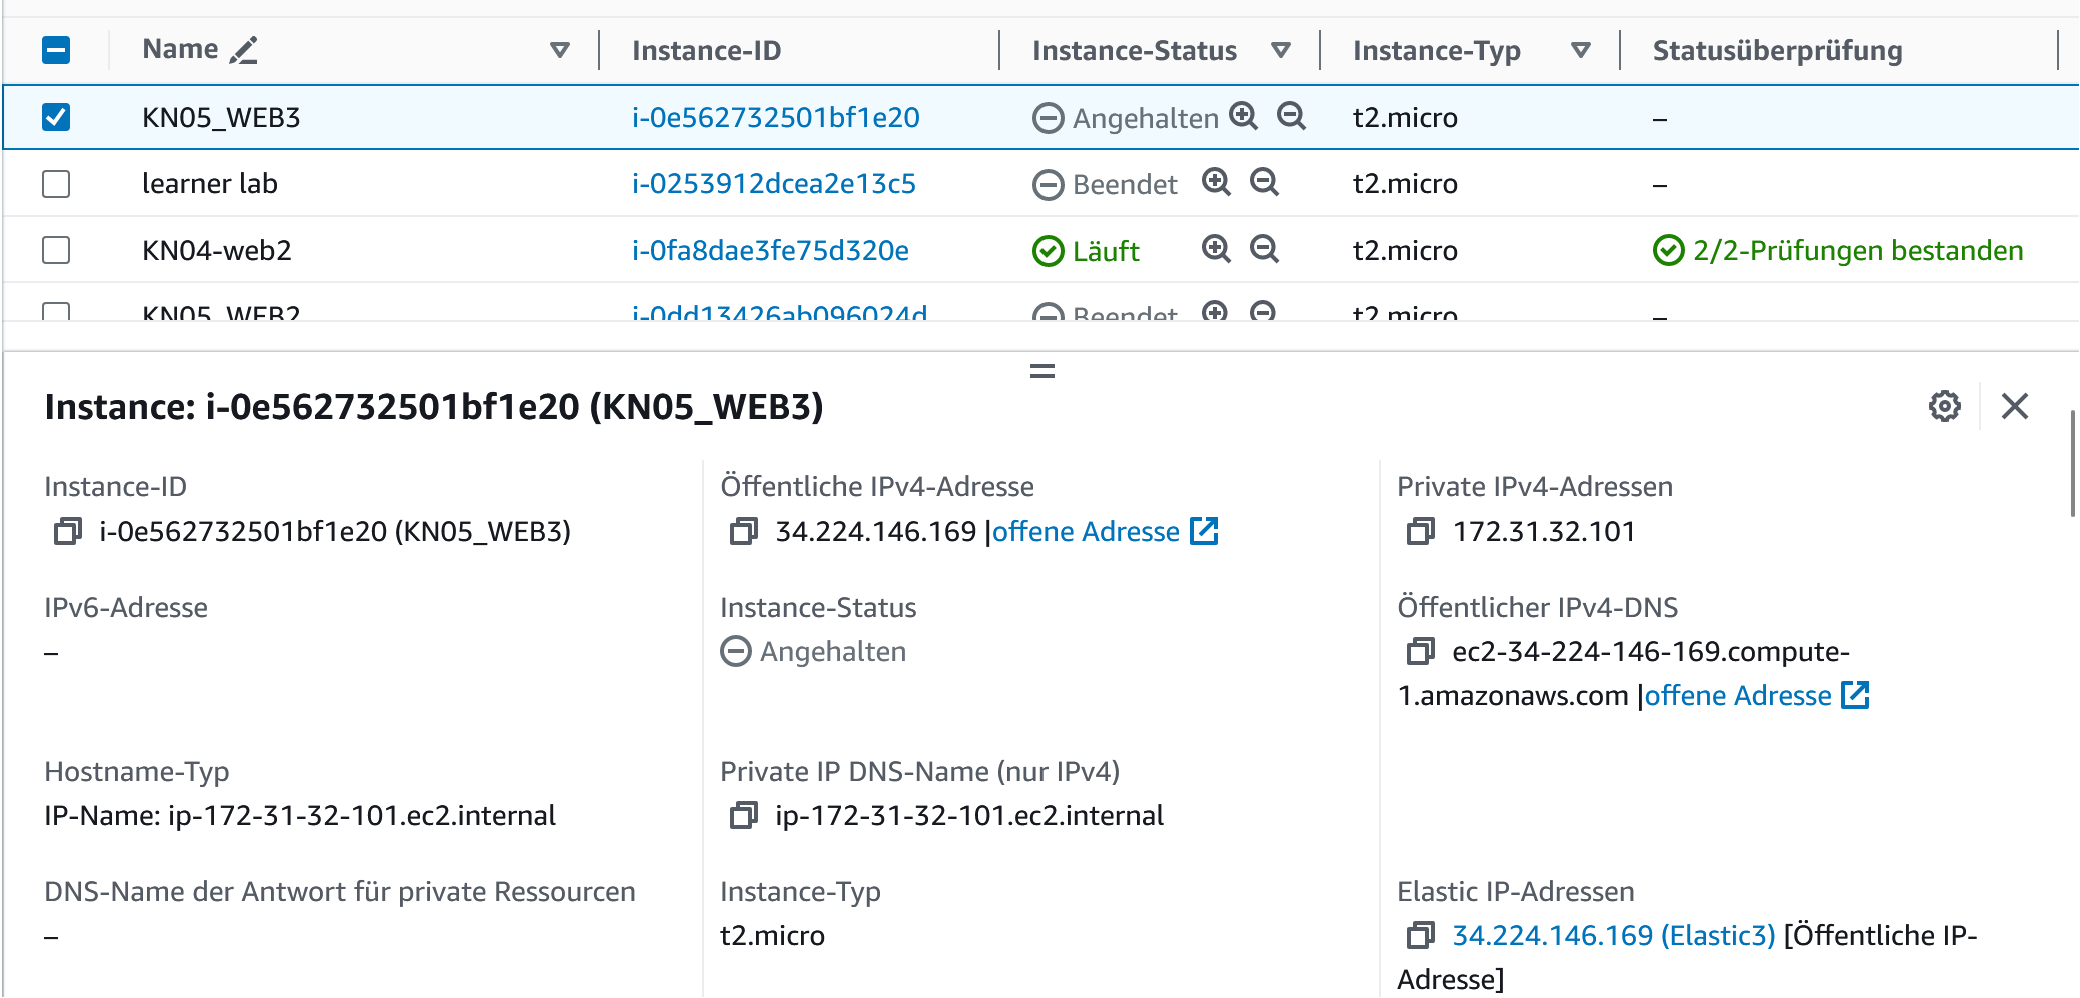 Name Instance-ID Instance-Status Instance-Typ Statusüberprüfung
KN05_WEB3 i-0e562732501bf1e20 Angehalten t2.micro –
learner lab i-0253912dcea2e13c5 Beendet t2.micro –
KN04-web2 i-0fa8dae3fe75d320e Läuft t2.micro 2/2-Prüfungen bestanden
KN05_WEB2 i-0dd13426ab096024d Beendet t2.micro –
Instance: i-0e562732501bf1e20 (KN05_WEB3)
Instance-ID
i-0e562732501bf1e20 (KN05_WEB3)
Öffentliche IPv4-Adresse
34.224.146.169 |offene Adresse
Private IPv4-Adressen
172.31.32.101
IPv6-Adresse
–
Instance-Status
Angehalten
Öffentlicher IPv4-DNS
ec2-34-224-146-169.compute-
1.amazonaws.com |offene Adresse
Hostname-Typ
IP-Name: ip-172-31-32-101.ec2.internal
Private IP DNS-Name (nur IPv4)
ip-172-31-32-101.ec2.internal
DNS-Name der Antwort für private Ressourcen
–
Instance-Typ
t2.micro
Elastic IP-Adressen
34.224.146.169 (Elastic3) [Öffentliche IP-
Adresse]